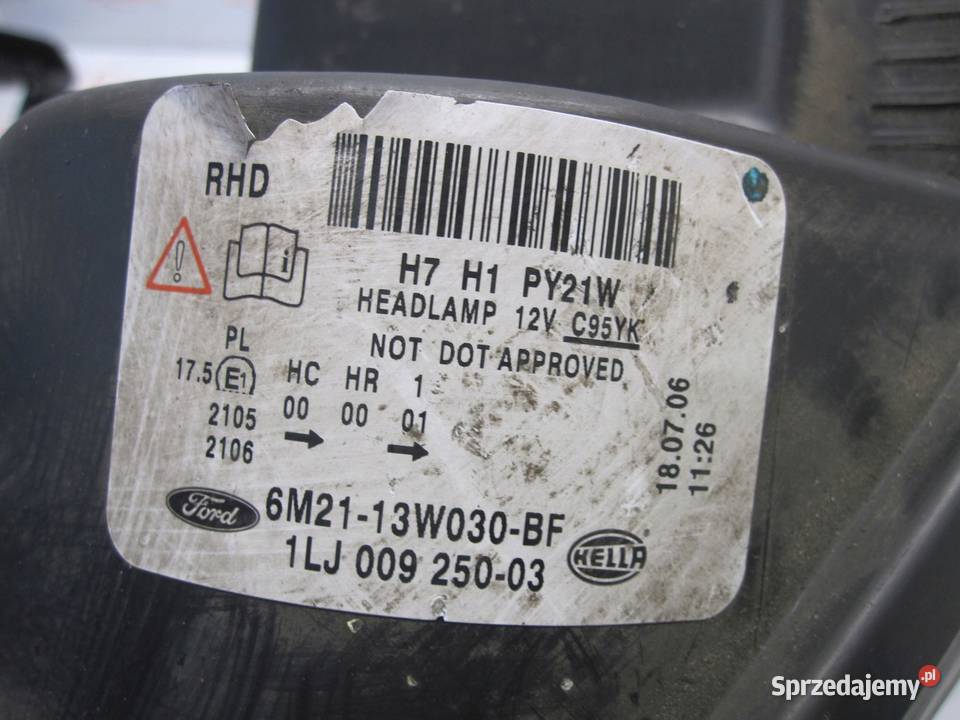 RHD
H7 H1 PY21W
HEADLAMP 12V C95YK
NOT DOT APPROVED
PL
17.5 E1 HC HR 1
2105 00 → 00 01 →
2106
18.07.06
11:26
Ford 6M21-13W030-BF
1LJ 009 250-03 HELLA
Sprzedajemy.pl